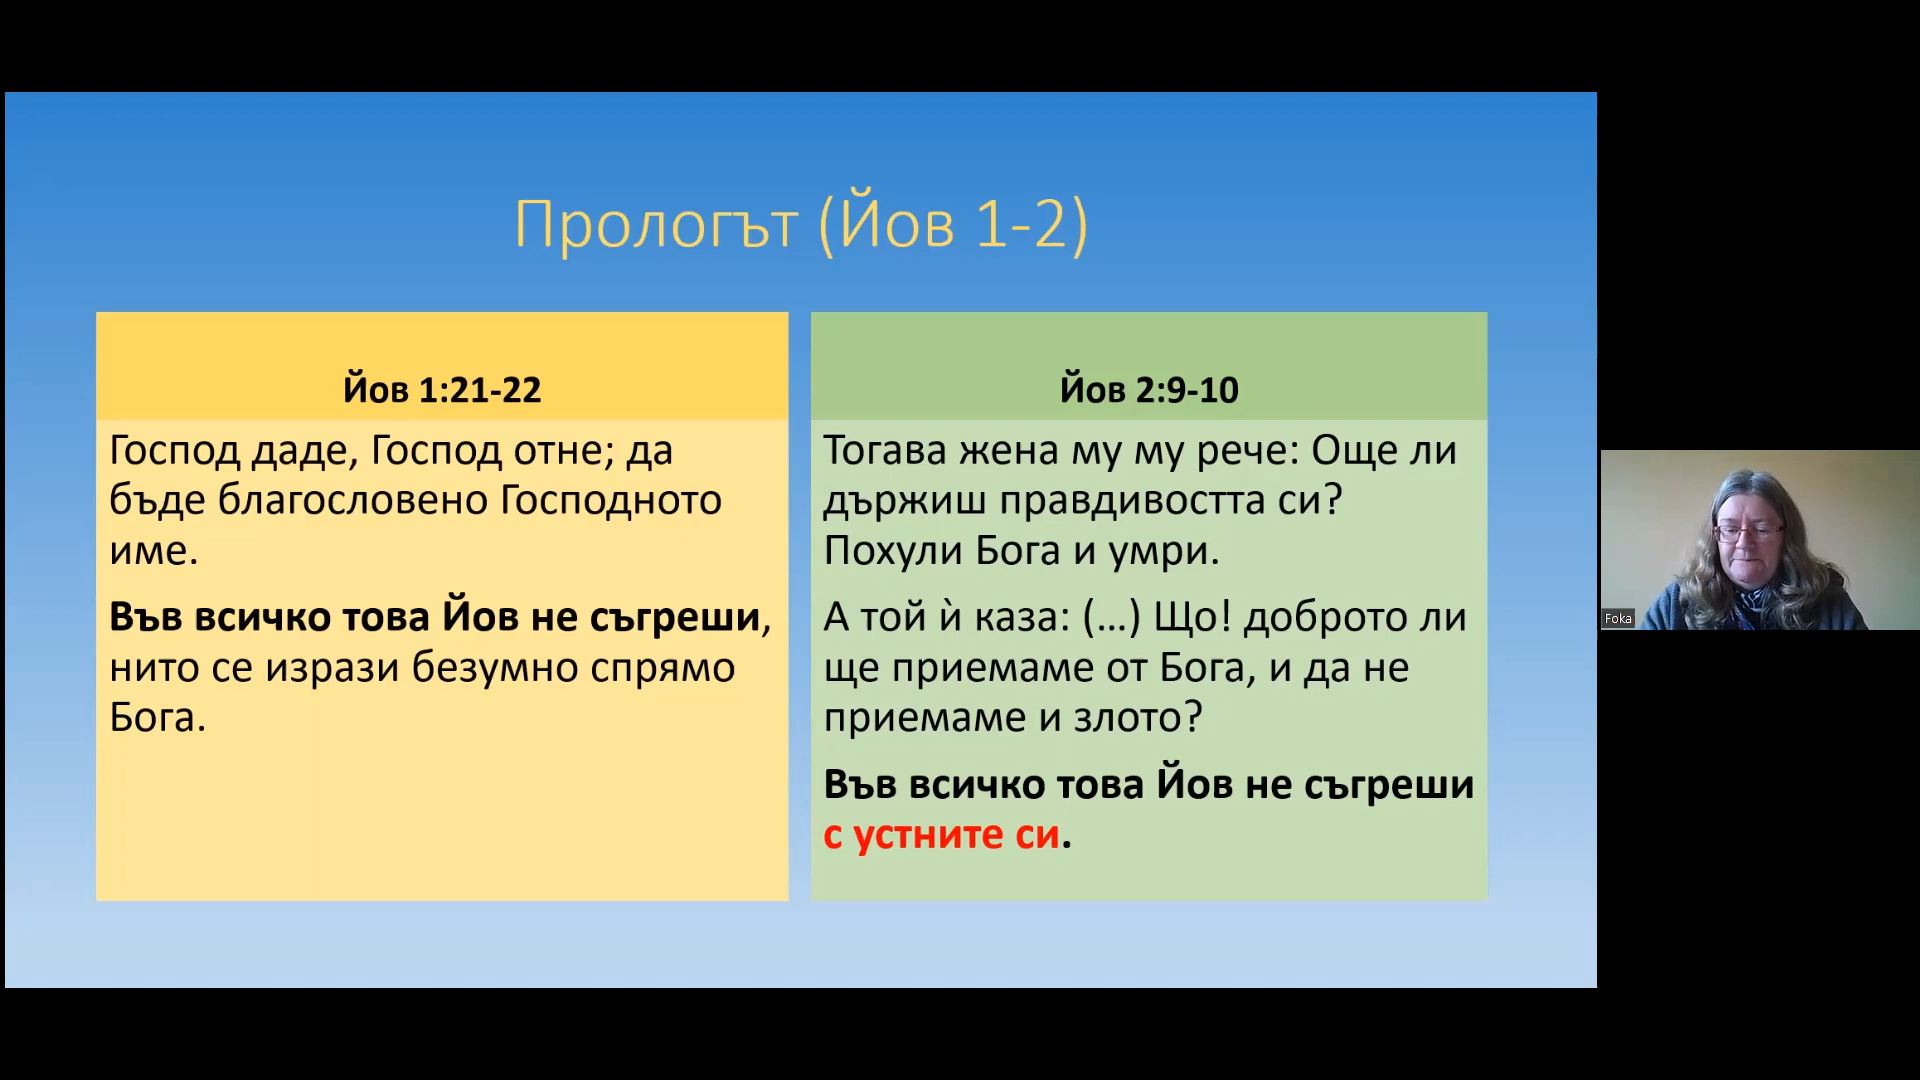 Прологът (Йов 1-2)
Йов 1:21-22
Господ даде, Господ отне; да
бъде благословено Господното
име.
Във всичко това Йов не съгреши,
нито се изрази безумно спрямо
Бога.
Йов 2:9-10
Тогава жена му му рече: Още ли
държиш правдивостта си?
Похули Бога и умри.
А той ѝ каза: (…) Що! доброто ли
ще приемаме от Бога, и да не
приемаме и злото?
Във всичко това Йов не съгреши
с устните си.
Foka